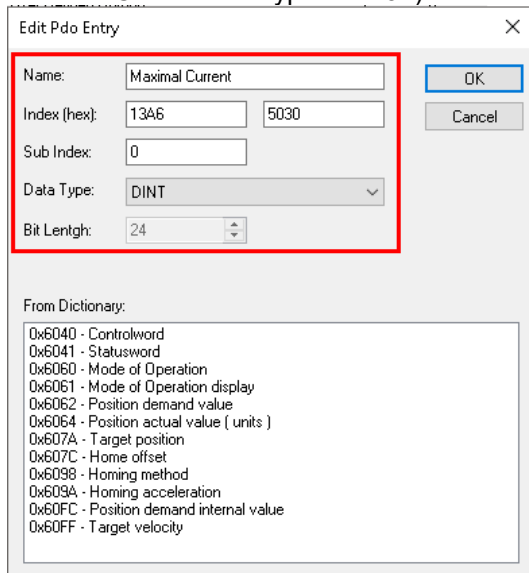 Edit Pdo Entry
Name: Maximal Current OK
Index (hex): 13A6 5030 Cancel
Sub Index: 0
Data Type: DINT
Bit Lentgh: 24
From Dictionary:
0x6040 - Controlword
0x6041 - Statusword
0x6060 - Mode of Operation
0x6061 - Mode of Operation display
0x6062 - Position demand value
0x6064 - Position actual value ( units )
0x607A - Target position
0x607C - Home offset
0x6098 - Homing method
0x609A - Homing acceleration
0x60FC - Position demand internal value
0x60FF - Target velocity